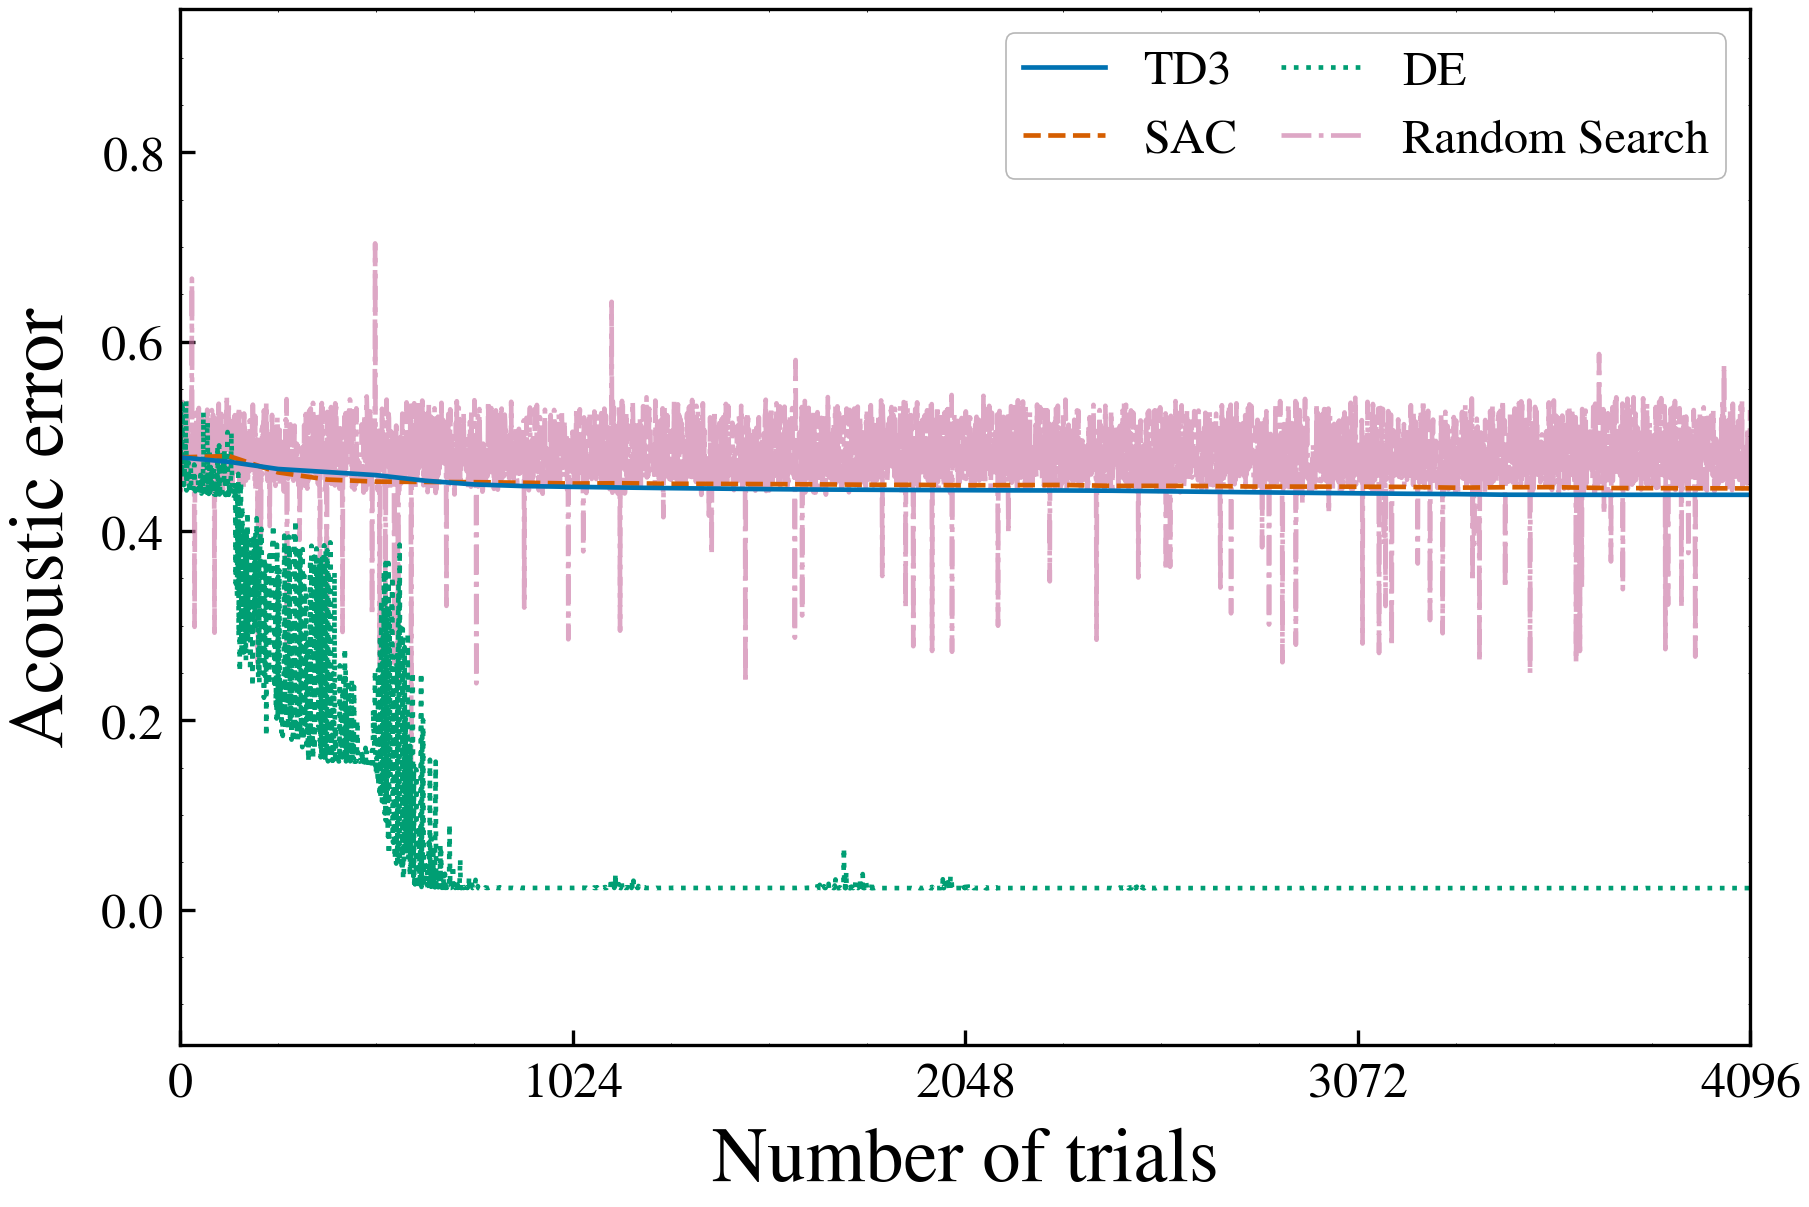 TD3
SAC
DE
Random Search
Acoustic error
0.8
0.6
0.4
0.2
0.0
0
1024
2048
3072
4096
Number of trials